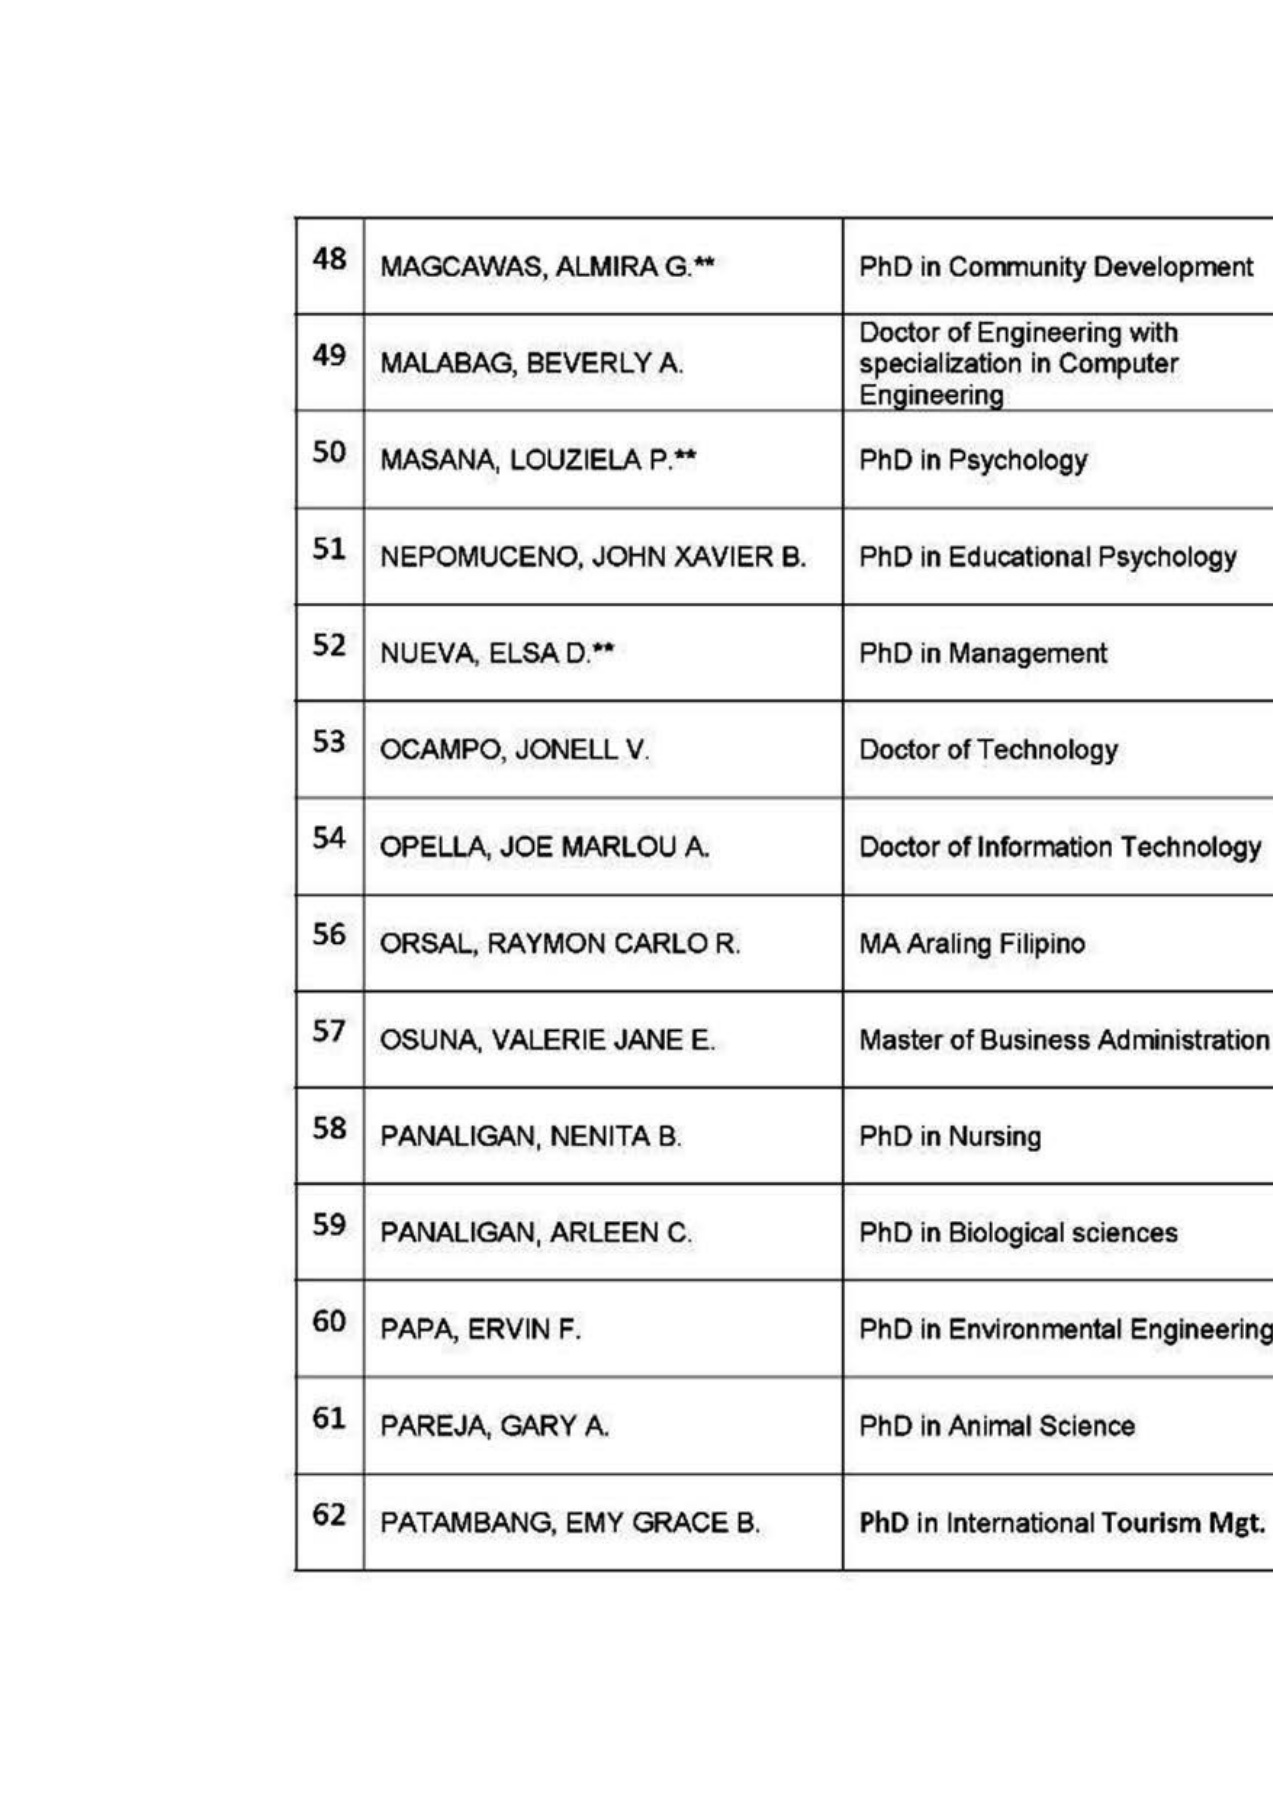 48 MAGCAWAS, ALMIRA G.** PhD in Community Development
49 MALABAG, BEVERLY A. Doctor of Engineering with
specialization in Computer
Engineering
50 MASANA, LOUZIELA P.** PhD in Psychology
51 NEPOMUCENO, JOHN XAVIER B. PhD in Educational Psychology
52 NUEVA, ELSA D.** PhD in Management
53 OCAMPO, JONELL V. Doctor of Technology
54 OPELLA, JOE MARLOU A. Doctor of Information Technology
56 ORSAL, RAYMON CARLO R. MA Araling Filipino
57 OSUNA, VALERIE JANE E. Master of Business Administration
58 PANALIGAN, NENITA B. PhD in Nursing
59 PANALIGAN, ARLEEN C. PhD in Biological sciences
60 PAPA, ERVIN F. PhD in Environmental Engineering
61 PAREJA, GARY A. PhD in Animal Science
62 PATAMBANG, EMY GRACE B. PhD in International Tourism Mgt.